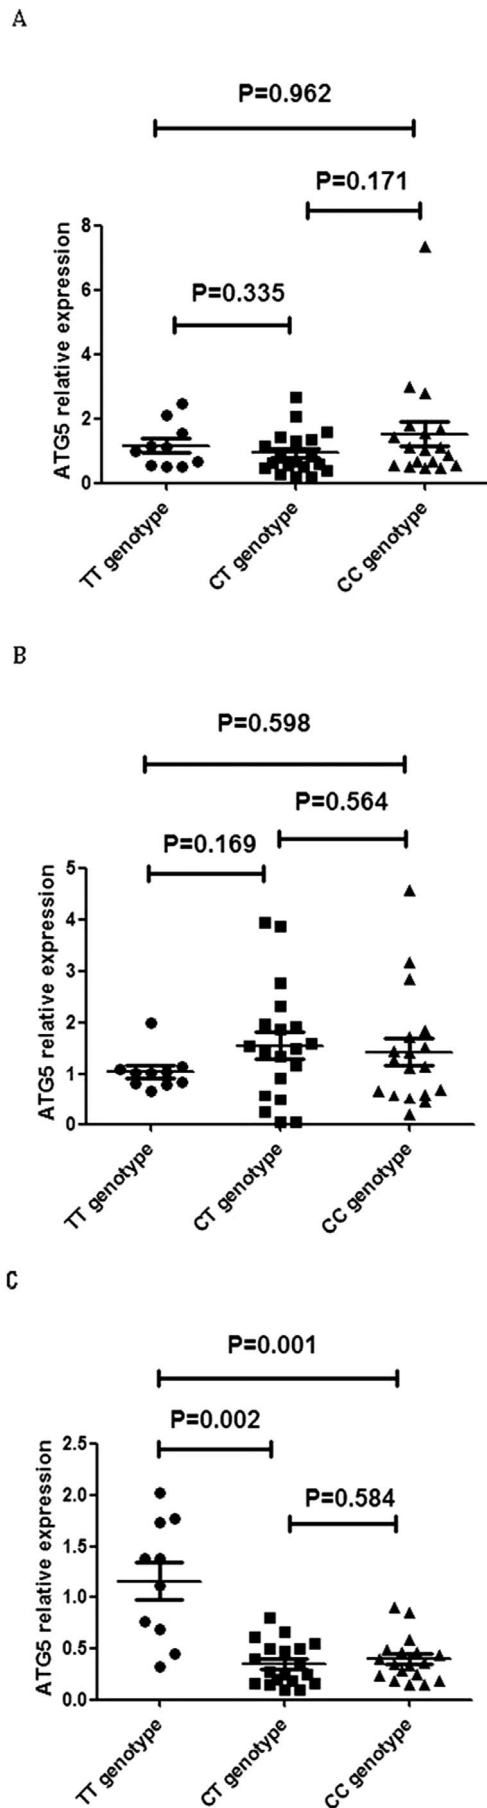 A
P=0.962
P=0.171
P=0.335
ATG5 relative expression
8
6
4
2
0
TT genotype
CT genotype
CC genotype
B
P=0.598
P=0.564
P=0.169
ATG5 relative expression
5
4
3
2
1
0
TT genotype
CT genotype
CC genotype
C
P=0.001
P=0.002
P=0.584
ATG5 relative expression
2.5
2.0
1.5
1.0
0.5
0.0
TT genotype
CT genotype
CC genotype